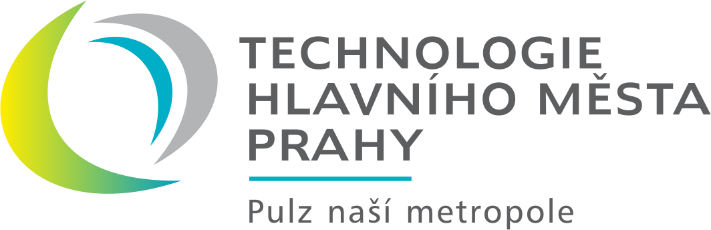 TECHNOLOGIE
HLAVNÍHO MĚSTA
PRAHY
Pulz naší metropole